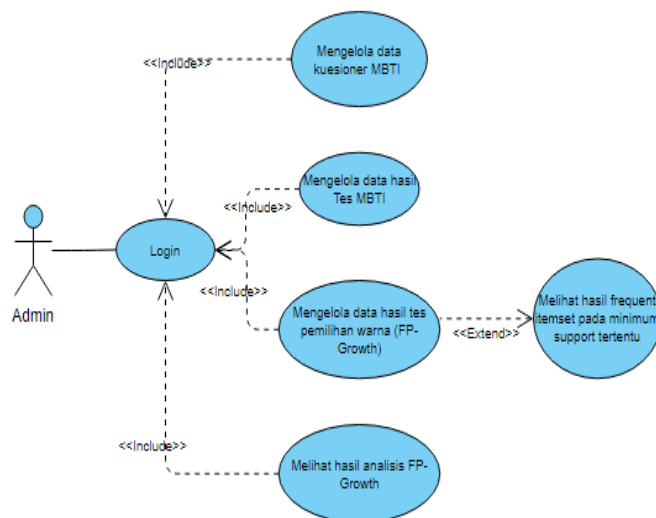 Mengelola data
kuesioner MBTI
<<Include>>
Mengelola data hasil
Tes MBTI
<<Include>>
Login
Admin
<<Include>>
Mengelola data hasil tes
pemilihan warna (FP-
Growth)
<<Extend>>
Melihat hasil frequent
itemset pada minimum
support tertentu
<<Include>>
Melihat hasil analisis FP-
Growth